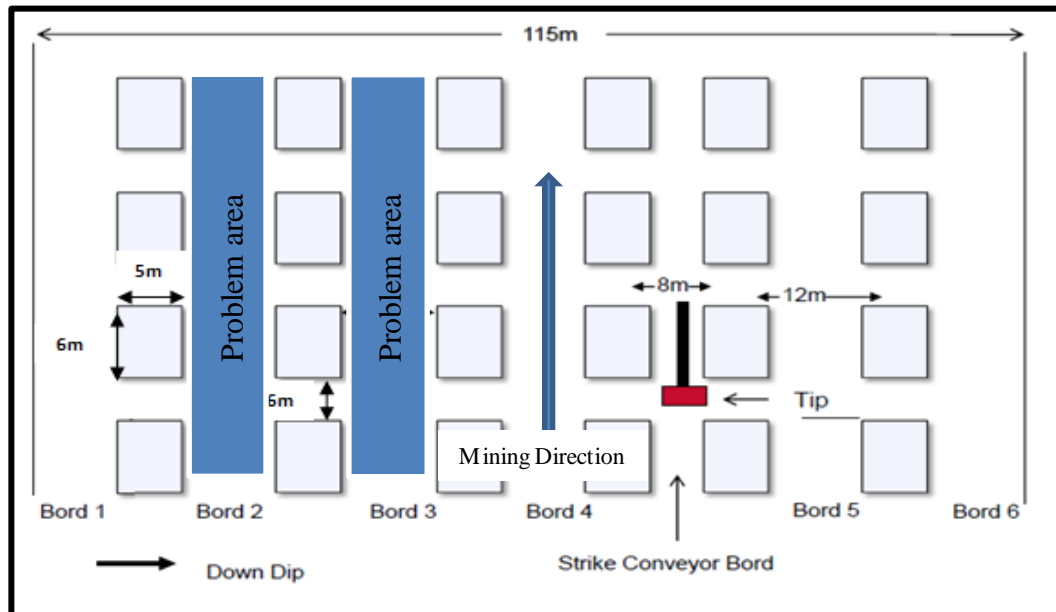 115m
Problem area
Problem area
5m
8m
12m
6m
6m
Tip
Mining Direction
Bord 1
Bord 2
Bord 3
Bord 4
Bord 5
Bord 6
Strike Conveyor Bord
Down Dip